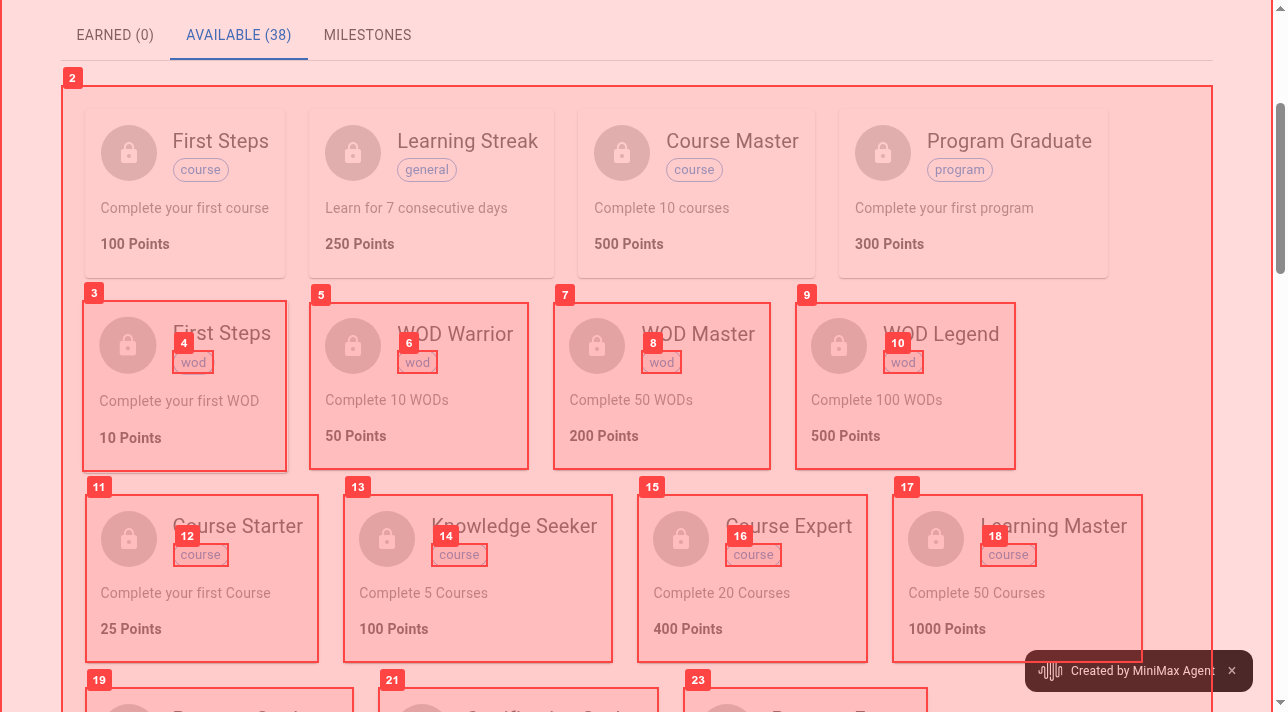 EARNED (0) AVAILABLE (38) MILESTONES
2
First Steps Learning Streak Course Master Program Graduate
course general course program
Complete your first course Learn for 7 consecutive days Complete 10 courses Complete your first program
100 Points 250 Points 500 Points 300 Points
3 5 7 9
First Steps WOD Warrior WOD Master WOD Legend
4 6 8 10
wod wod wod wod
Complete your first WOD Complete 10 WODs Complete 50 WODs Complete 100 WODs
10 Points 50 Points 200 Points 500 Points
11 13 15 17
Course Starter Knowledge Seeker Course Expert Learning Master
12 14 16 18
course course course course
Complete your first Course Complete 5 Courses Complete 20 Courses Complete 50 Courses
25 Points 100 Points 400 Points 1000 Points
Created by MiniMax Agent ×
19 21 23